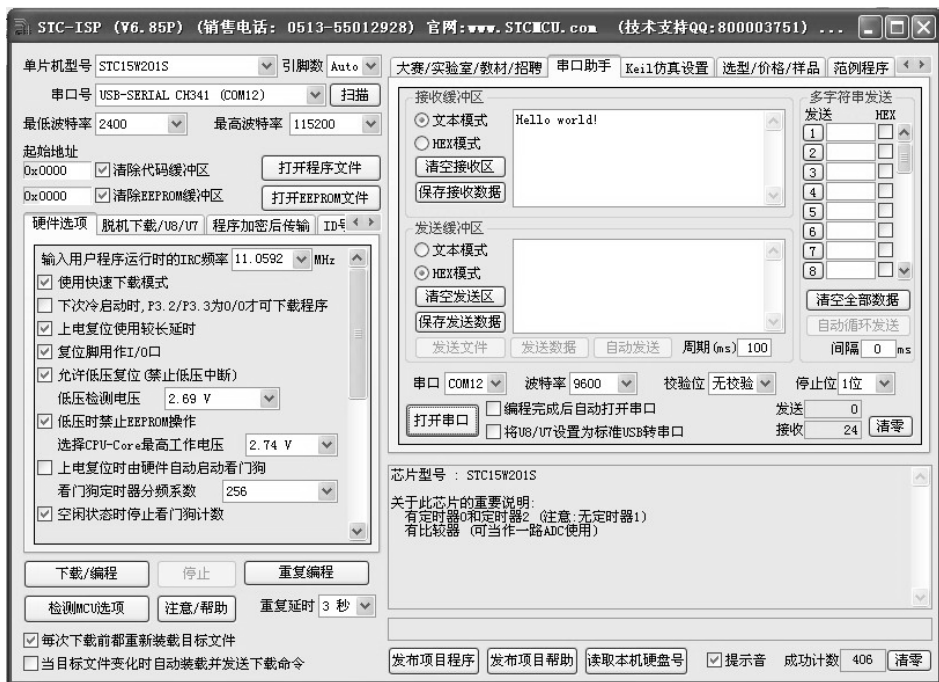 STC-ISP (V6.85P) (销售电话: 0513-55012928) 官网:www.STCMCU.com (技术支持QQ:800003751) ...
单片机型号 STC15W201S 引脚数 Auto
串口号 USB-SERIAL CH341 (COM12) 扫描
最低波特率 2400 最高波特率 115200
起始地址
0x0000 清除代码缓冲区 打开程序文件
0x0000 清除EEPROM缓冲区 打开EEPROM文件
硬件选项 脱机下载/U8/U7 程序加密后传输 ID号
输入用户程序运行时的IRC频率 11.0592 MHz
使用快速下载模式
下次冷启动时,P3.2/P3.3为0/0才可下载程序
上电复位使用较长延时
复位脚用作I/O口
允许低压复位(禁止低压中断)
低压检测电压 2.69 V
低压时禁止EEPROM操作
选择CPU-Core最高工作电压 2.74 V
上电复位时由硬件自动启动看门狗
看门狗定时器分频系数 256
空闲状态时停止看门狗计数
下载/编程 停止 重复编程
检测MCU选项 注意/帮助 重复延时 3 秒
每次下载前都重新装载目标文件
当目标文件变化时自动装载并发送下载命令
大赛/实验室/教材/招聘 串口助手 Keil仿真设置 选型/价格/样品 范例程序
接收缓冲区
文本模式
HEX模式
清空接收区
保存接收数据
Hello world!
发送缓冲区
文本模式
HEX模式
清空发送区
保存发送数据
发送文件 发送数据 自动发送 周期(ms) 100
多字符串发送
发送 HEX
1
2
3
4
5
6
7
8
清空全部数据
自动循环发送
间隔 0 ms
串口 COM12 波特率 9600 校验位 无校验 停止位 1位
打开串口
编程完成后自动打开串口
将U8/U7设置为标准USB转串口
发送 0
接收 24 清零
芯片型号 : STC15W201S
关于此芯片的重要说明:
有定时器0和定时器2 (注意:无定时器1)
有比较器 (可当作一路ADC使用)
发布项目程序 发布项目帮助 读取本机硬盘号 提示音 成功计数 406 清零